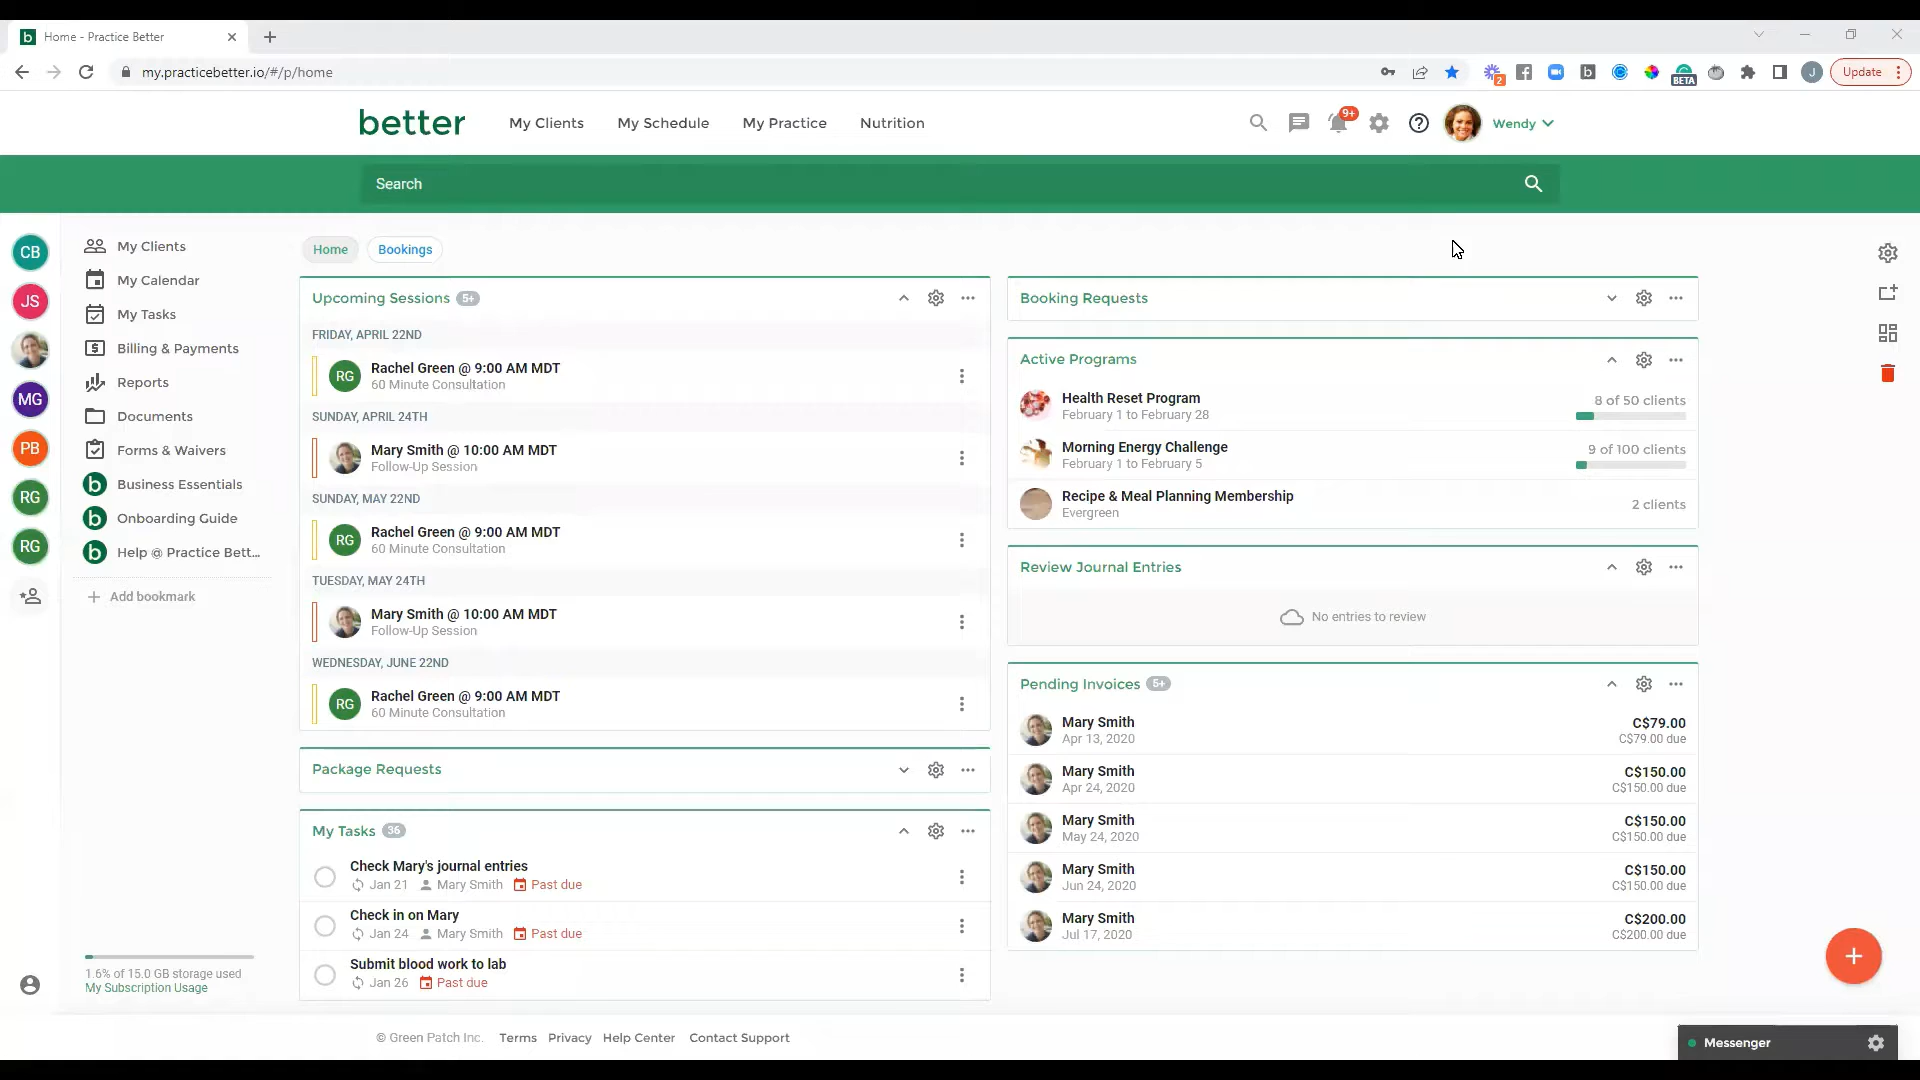 Home - Practice Better
my.practicebetter.io/#/p/home
2
BETA
J
Update
better
My Clients
My Schedule
My Practice
Nutrition
9+
Wendy
Search
CB
JS
MG
PB
RG
RG
My Clients
My Calendar
My Tasks
Billing & Payments
Reports
Documents
Forms & Waivers
Business Essentials
Onboarding Guide
Help @ Practice Bett...
Add bookmark
1.6% of 15.0 GB storage used
My Subscription Usage
Home
Bookings
Upcoming Sessions 5+
FRIDAY, APRIL 22ND
RG
Rachel Green @ 9:00 AM MDT
60 Minute Consultation
SUNDAY, APRIL 24TH
Mary Smith @ 10:00 AM MDT
Follow-Up Session
SUNDAY, MAY 22ND
RG
Rachel Green @ 9:00 AM MDT
60 Minute Consultation
TUESDAY, MAY 24TH
Mary Smith @ 10:00 AM MDT
Follow-Up Session
WEDNESDAY, JUNE 22ND
RG
Rachel Green @ 9:00 AM MDT
60 Minute Consultation
Package Requests
My Tasks 36
Check Mary's journal entries
Jan 21 Mary Smith Past due
Check in on Mary
Jan 24 Mary Smith Past due
Submit blood work to lab
Jan 26 Past due
Booking Requests
Active Programs
Health Reset Program
February 1 to February 28
8 of 50 clients
Morning Energy Challenge
February 1 to February 5
9 of 100 clients
Recipe & Meal Planning Membership
Evergreen
2 clients
Review Journal Entries
No entries to review
Pending Invoices 5+
Mary Smith
Apr 13, 2020
C$79.00
C$79.00 due
Mary Smith
Apr 24, 2020
C$150.00
C$150.00 due
Mary Smith
May 24, 2020
C$150.00
C$150.00 due
Mary Smith
Jun 24, 2020
C$150.00
C$150.00 due
Mary Smith
Jul 17, 2020
C$200.00
C$200.00 due
© Green Patch Inc.
Terms
Privacy
Help Center
Contact Support
Messenger